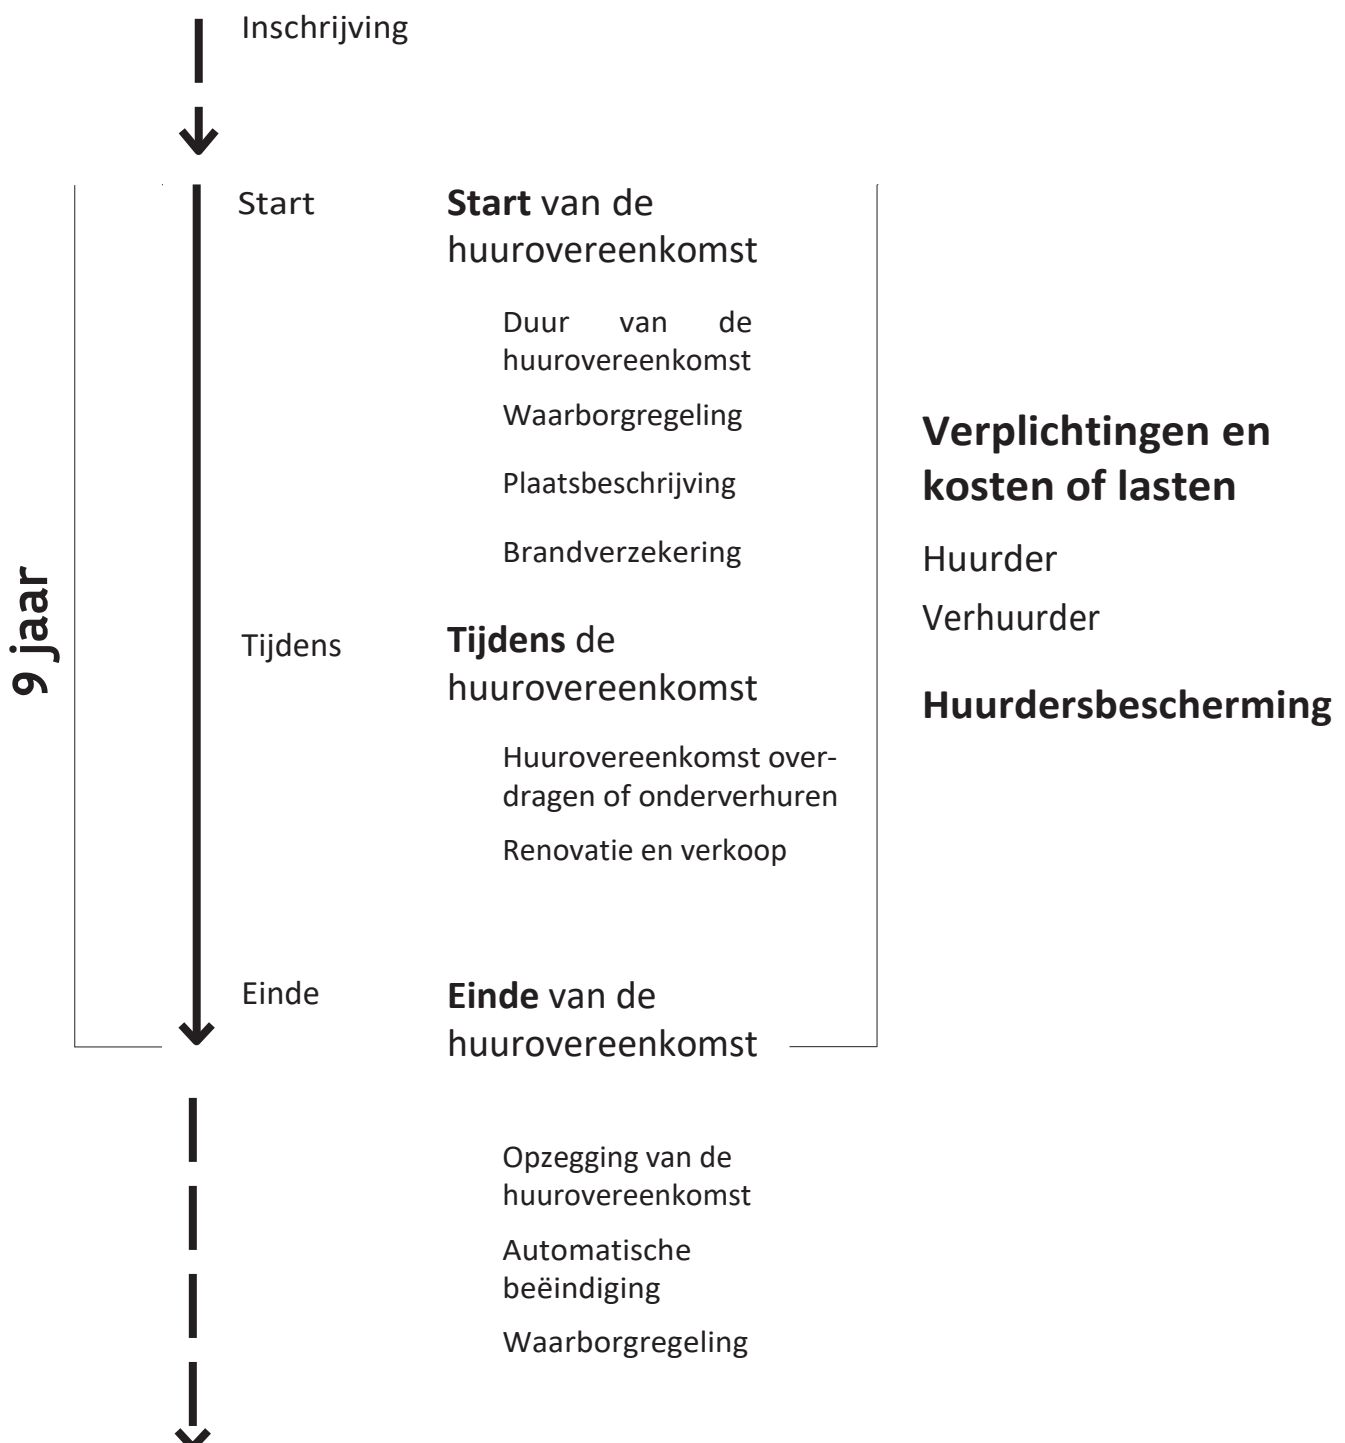 Inschrijving
Start
Start van de
huurovereenkomst
Duur van de
huurovereenkomst
Waarborgregeling
Plaatsbeschrijving
Brandverzekering
9 jaar
Tijdens
Tijdens de
huurovereenkomst
Huurovereenkomst over-
dragen of onderverhuren
Renovatie en verkoop
Einde
Einde van de
huurovereenkomst
Opzegging van de
huurovereenkomst
Automatische
beëindiging
Waarborgregeling
Verplichtingen en
kosten of lasten
Huurder
Verhuurder
Huurdersbescherming